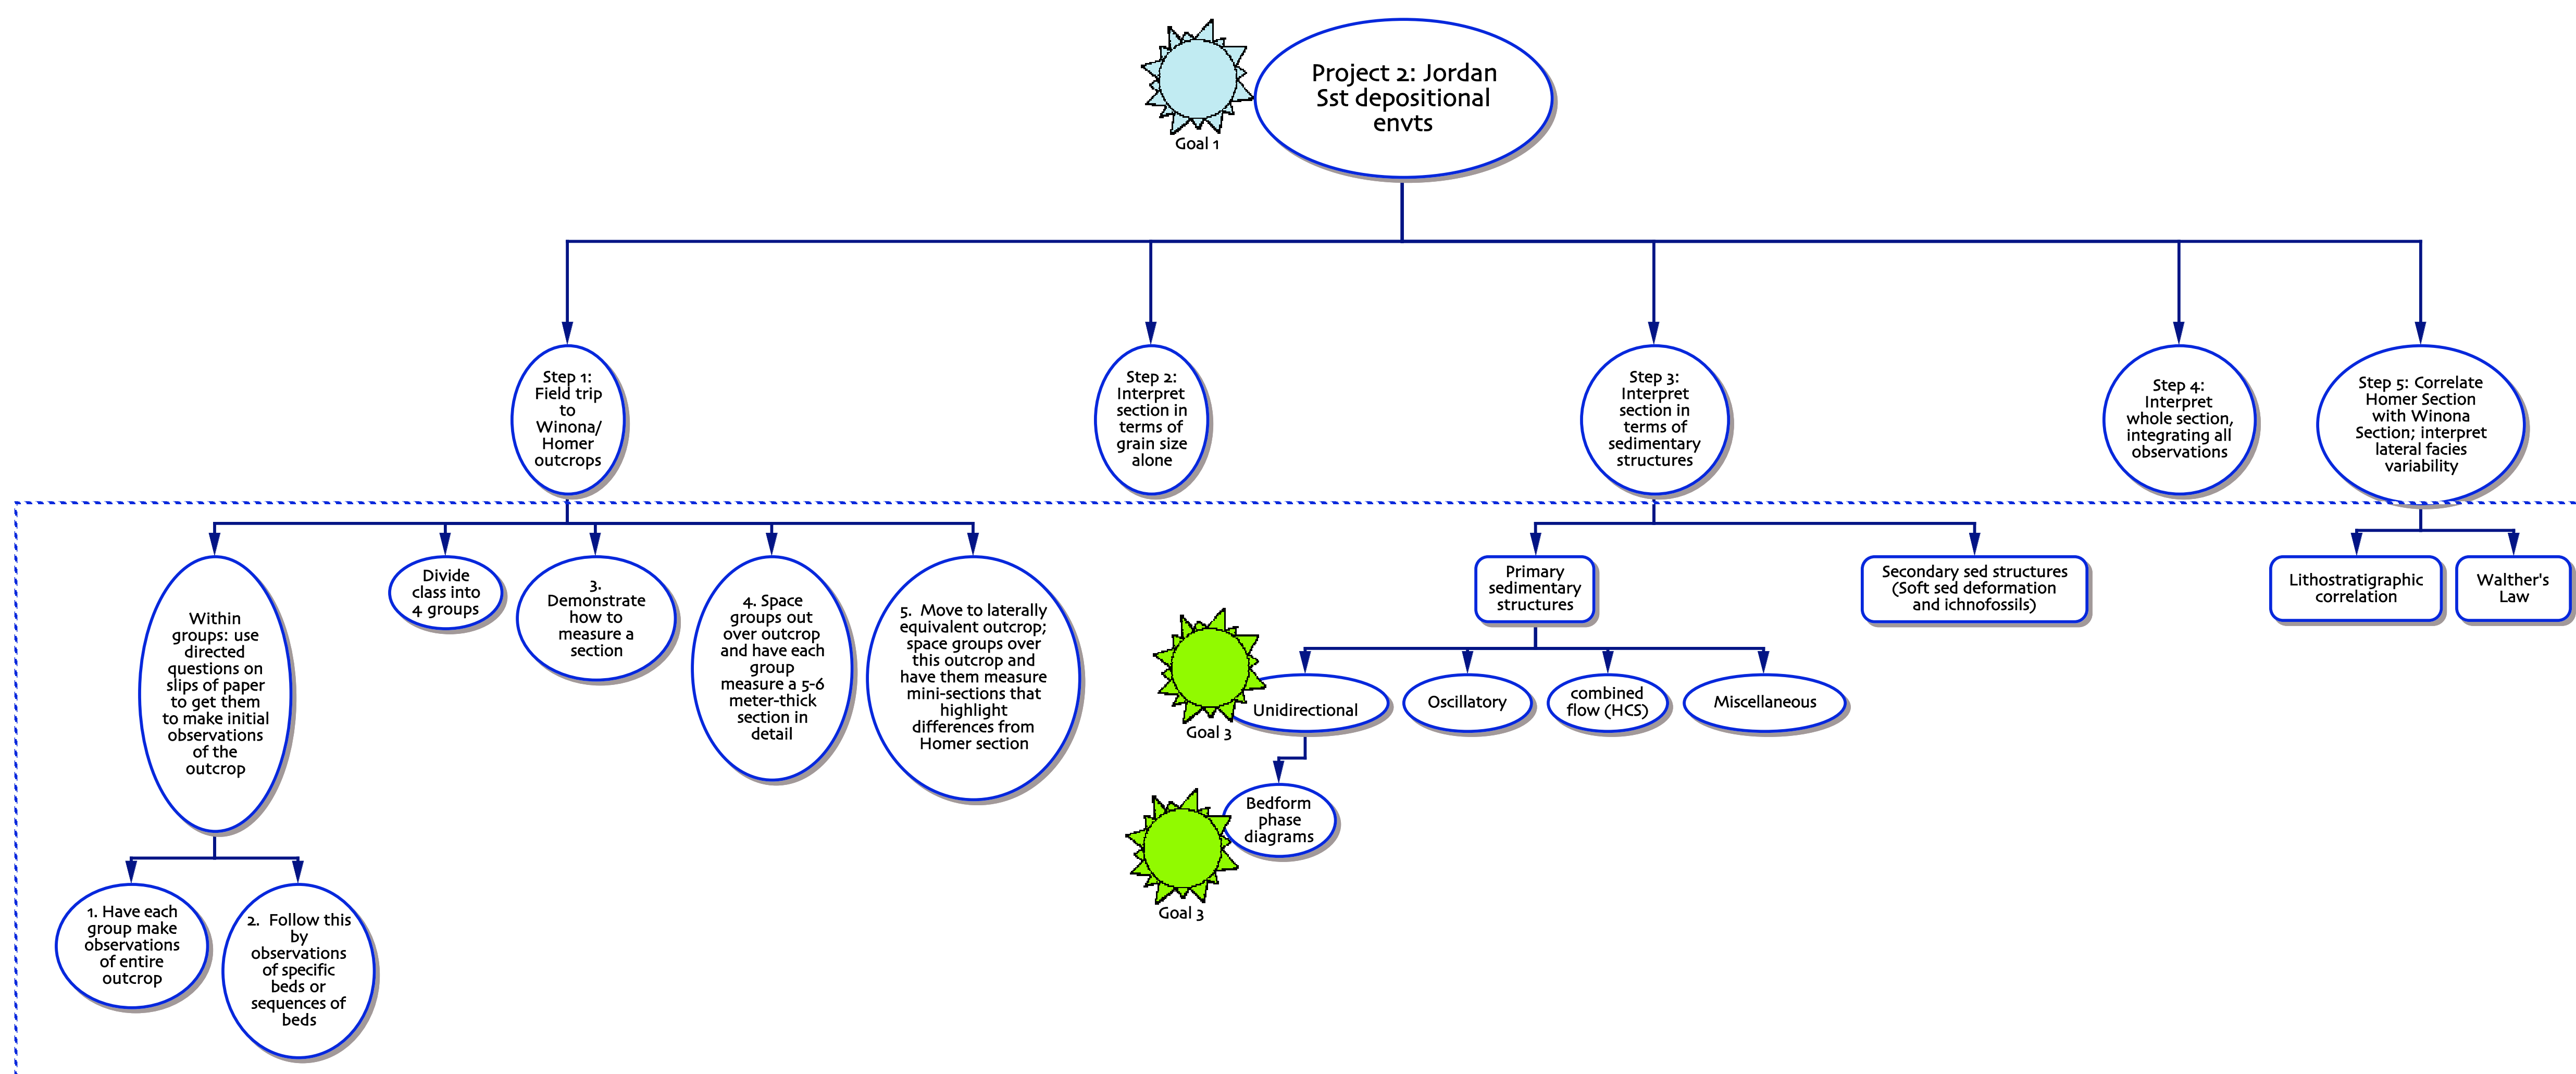 Project 2: Jordan
Sst depositional
envts
Goal 1
Step 1:
Field trip
to
Winona/
Homer
outcrops
Step 2:
Interpret
section in
terms of
grain size
alone
Step 3:
Interpret
section in
terms of
sedimentary
structures
Step 4:
Interpret
whole section,
integrating all
observations
Step 5: Correlate
Homer Section
with Winona
Section; interpret
lateral facies
variability
Within
groups: use
directed
questions on
slips of paper
to get them
to make initial
observations
of the
outcrop
Divide
class into
4 groups
3.
Demonstrate
how to
measure a
section
4. Space
groups out
over outcrop
and have each
group
measure a 5-6
meter-thick
section in
detail
5. Move to laterally
equivalent outcrop;
space groups over
this outcrop and
have them measure
mini-sections that
highlight
differences from
Homer section
Primary
sedimentary
structures
Secondary sed structures
(Soft sed deformation
and ichnofossils)
Lithostratigraphic
correlation
Walther's
Law
Goal 3
Unidirectional
Oscillatory
combined
flow (HCS)
Miscellaneous
Bedform
phase
diagrams
Goal 3
1. Have each
group make
observations
of entire
outcrop
2. Follow this
by
observations
of specific
beds or
sequences of
beds